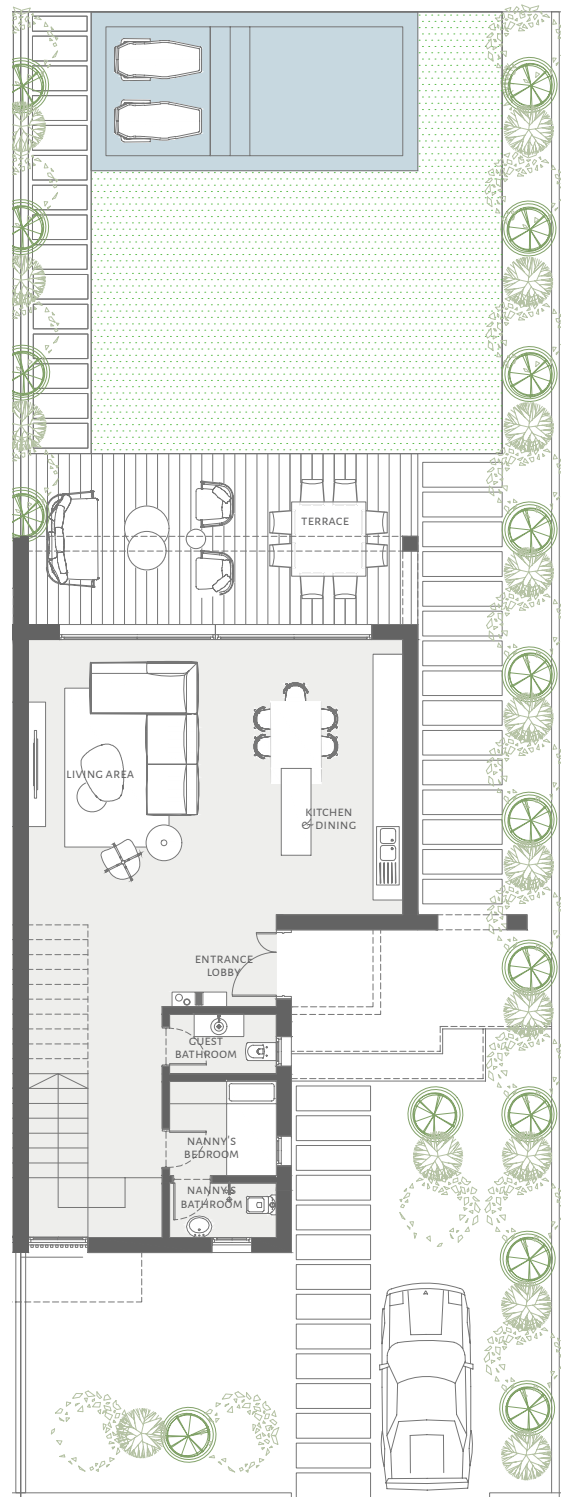 TERRACE
LIVING AREA
KITCHEN
& DINING
ENTRANCE
LOBBY
GUEST
BATHROOM
NANNY'S
BEDROOM
NANNY'S
BATHROOM